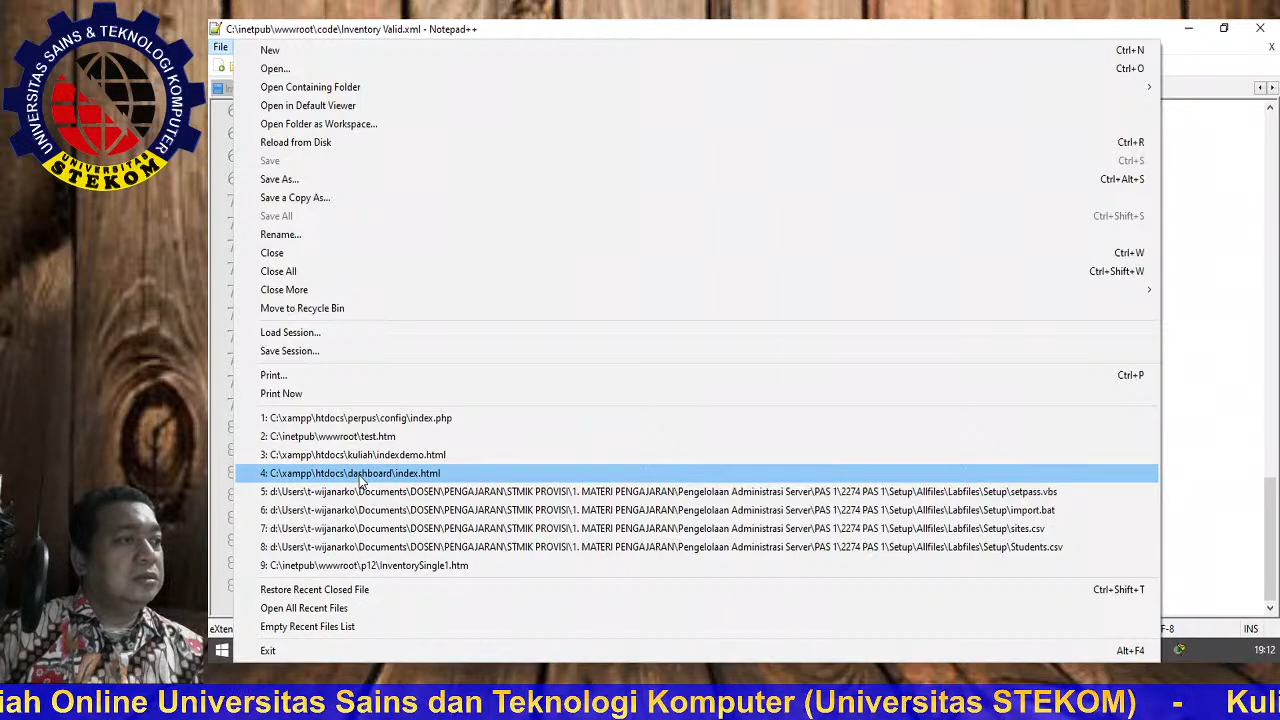 UNIVERSITAS SAINS & TEKNOLOGI KOMPUTER
UNIVERSITAS
STEKOM
C:\inetpub\wwwroot\code\Inventory Valid.xml - Notepad++
File
New Ctrl+N
Open... Ctrl+O
Open Containing Folder
Open in Default Viewer
Open Folder as Workspace...
Reload from Disk Ctrl+R
Save Ctrl+S
Save As... Ctrl+Alt+S
Save a Copy As...
Save All Ctrl+Shift+S
Rename...
Close Ctrl+W
Close All Ctrl+Shift+W
Close More
Move to Recycle Bin
Load Session...
Save Session...
Print... Ctrl+P
Print Now
1: C:\xampp\htdocs\perpus\config\index.php
2: C:\inetpub\wwwroot\test.htm
3: C:\xampp\htdocs\kuliah\indexdemo.html
4: C:\xampp\htdocs\dashboard\index.html
5: d:\Users\t-wijanarko\Documents\DOSEN\PENGAJARAN\STMIK PROVISI\1. MATERI PENGAJARAN\Pengelolaan Administrasi Server\PAS 1\2274 PAS 1\Setup\Allfiles\Labfiles\Setup\setpass.vbs
6: d:\Users\t-wijanarko\Documents\DOSEN\PENGAJARAN\STMIK PROVISI\1. MATERI PENGAJARAN\Pengelolaan Administrasi Server\PAS 1\2274 PAS 1\Setup\Allfiles\Labfiles\Setup\import.bat
7: d:\Users\t-wijanarko\Documents\DOSEN\PENGAJARAN\STMIK PROVISI\1. MATERI PENGAJARAN\Pengelolaan Administrasi Server\PAS 1\2274 PAS 1\Setup\Allfiles\Labfiles\Setup\sites.csv
8: d:\Users\t-wijanarko\Documents\DOSEN\PENGAJARAN\STMIK PROVISI\1. MATERI PENGAJARAN\Pengelolaan Administrasi Server\PAS 1\2274 PAS 1\Setup\Allfiles\Labfiles\Setup\Students.csv
9: C:\inetpub\wwwroot\p12\InventorySingle1.htm
Restore Recent Closed File Ctrl+Shift+T
Open All Recent Files
Empty Recent Files List
eXten F-8 INS
Exit Alt+F4
19:12
iah Online Universitas Sains dan Teknologi Komputer (Universitas STEKOM) - Kul